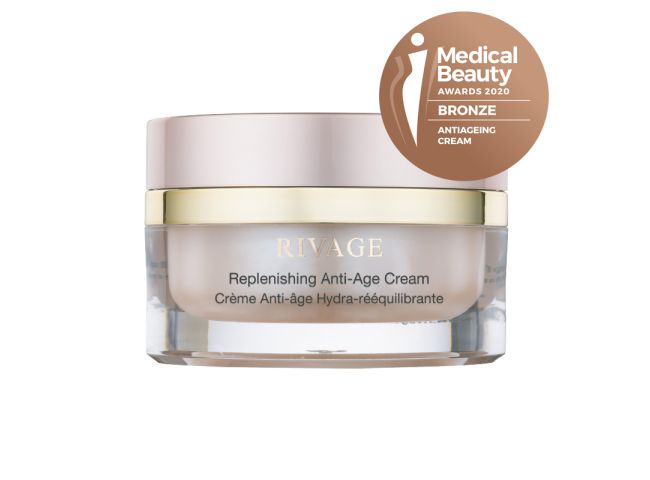 Medical
Beauty
AWARDS 2020
BRONZE
ANTIAGEING
CREAM
RIVAGE
Replenishing Anti-Age Cream
Crème Anti-âge Hydra-rééquilibrante